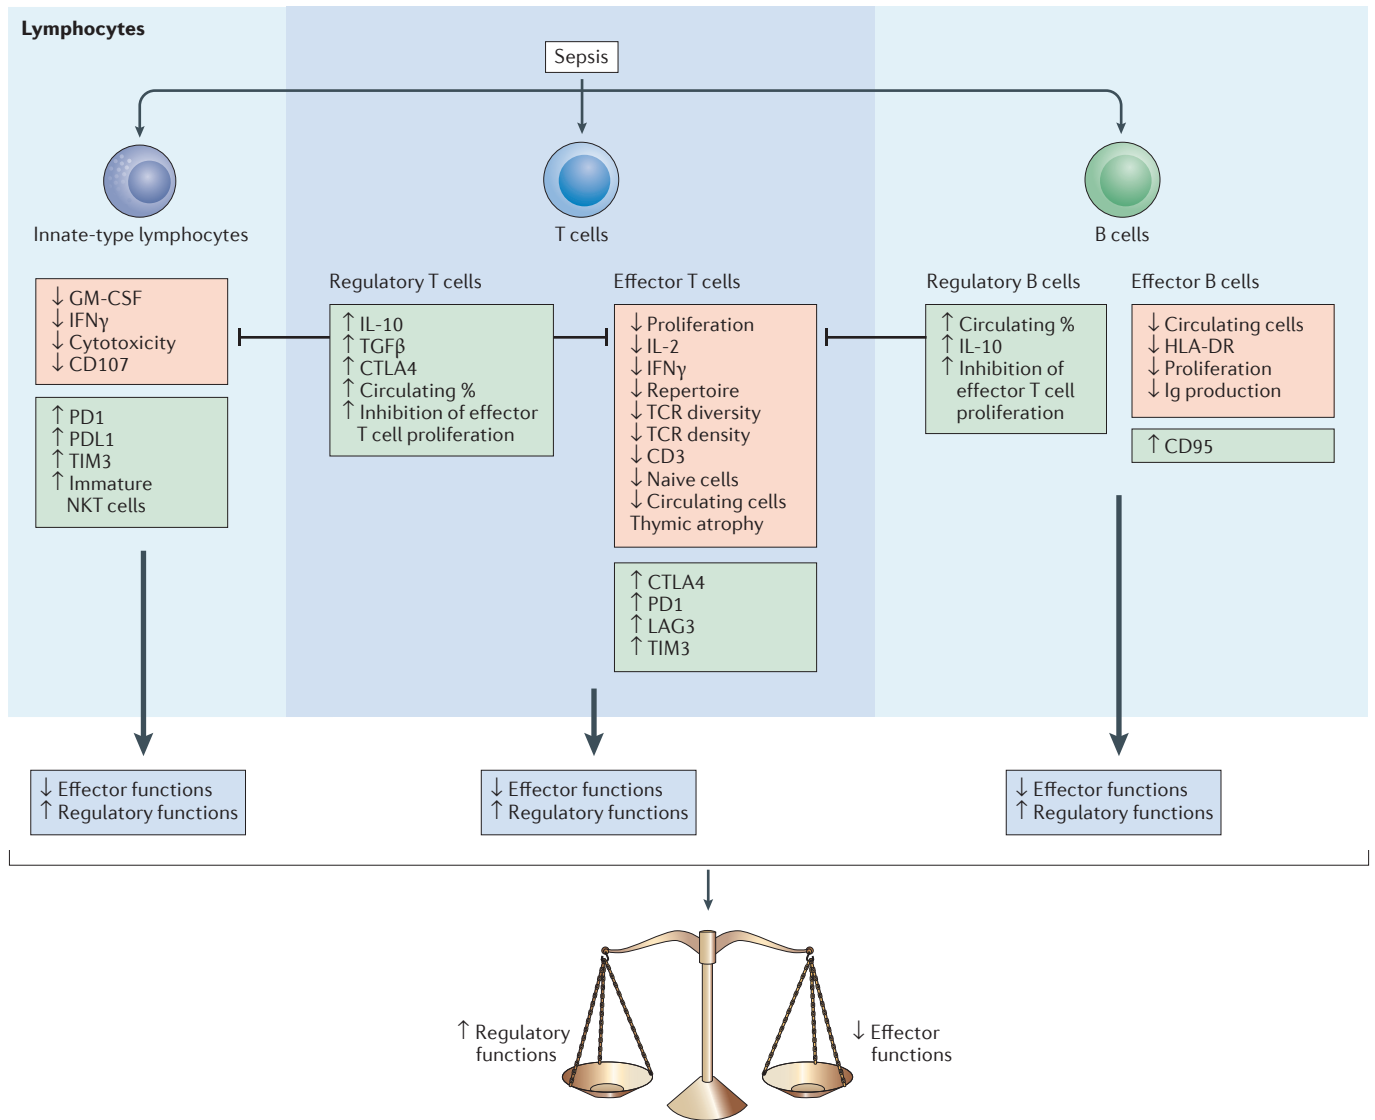 Lymphocytes
Sepsis
Innate-type lymphocytes
T cells
B cells
↓ GM-CSF
↓ IFNγ
↓ Cytotoxicity
↓ CD107
↑ PD1
↑ PDL1
↑ TIM3
↑ Immature
NKT cells
Regulatory T cells
↑ IL-10
↑ TGFβ
↑ CTLA4
↑ Circulating %
↑ Inhibition of effector
T cell proliferation
Effector T cells
↓ Proliferation
↓ IL-2
↓ IFNγ
↓ Repertoire
↓ TCR diversity
↓ TCR density
↓ CD3
↓ Naive cells
↓ Circulating cells
Thymic atrophy
↑ CTLA4
↑ PD1
↑ LAG3
↑ TIM3
Regulatory B cells
↑ Circulating %
↑ IL-10
↑ Inhibition of
effector T cell
proliferation
Effector B cells
↓ Circulating cells
↓ HLA-DR
↓ Proliferation
↓ Ig production
↑ CD95
↓ Effector functions
↑ Regulatory functions
↓ Effector functions
↑ Regulatory functions
↓ Effector functions
↑ Regulatory functions
↑ Regulatory
functions
↓ Effector
functions